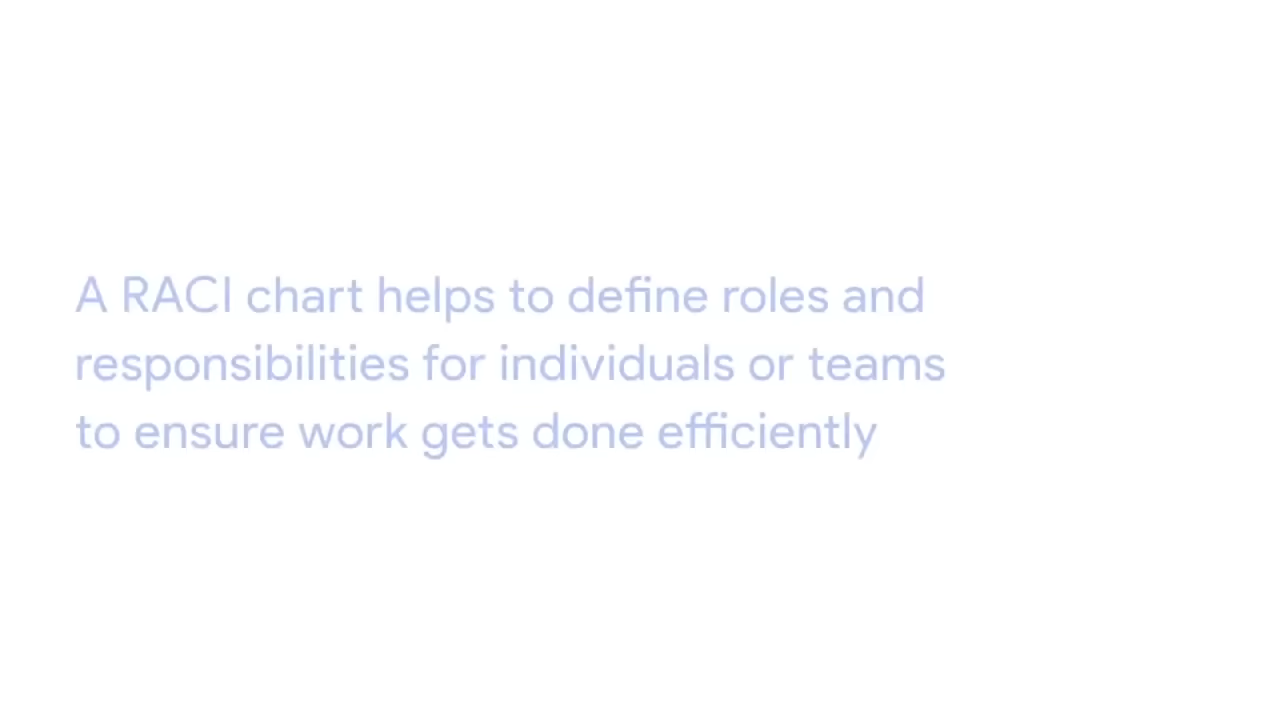 A RACI chart helps to define roles and
responsibilities for individuals or teams
to ensure work gets done efficiently